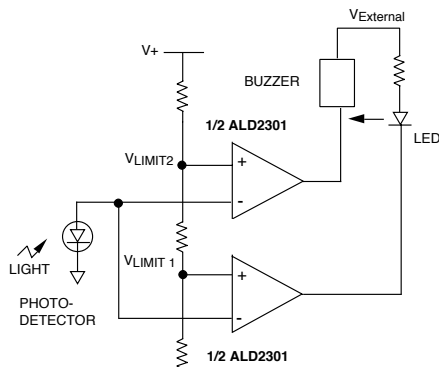 VExternal
V+
BUZZER
1/2 ALD2301
LED
VLIMIT2
+
-
LIGHT
VLIMIT 1
+
PHOTO-
DETECTOR
-
1/2 ALD2301